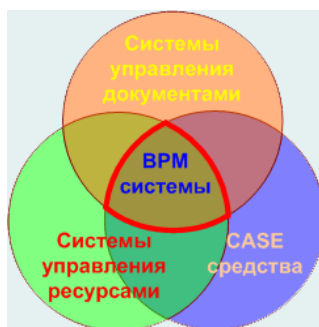 Системы
управления
документами
BPM
системы
Системы
управления
ресурсами
CASE
средства